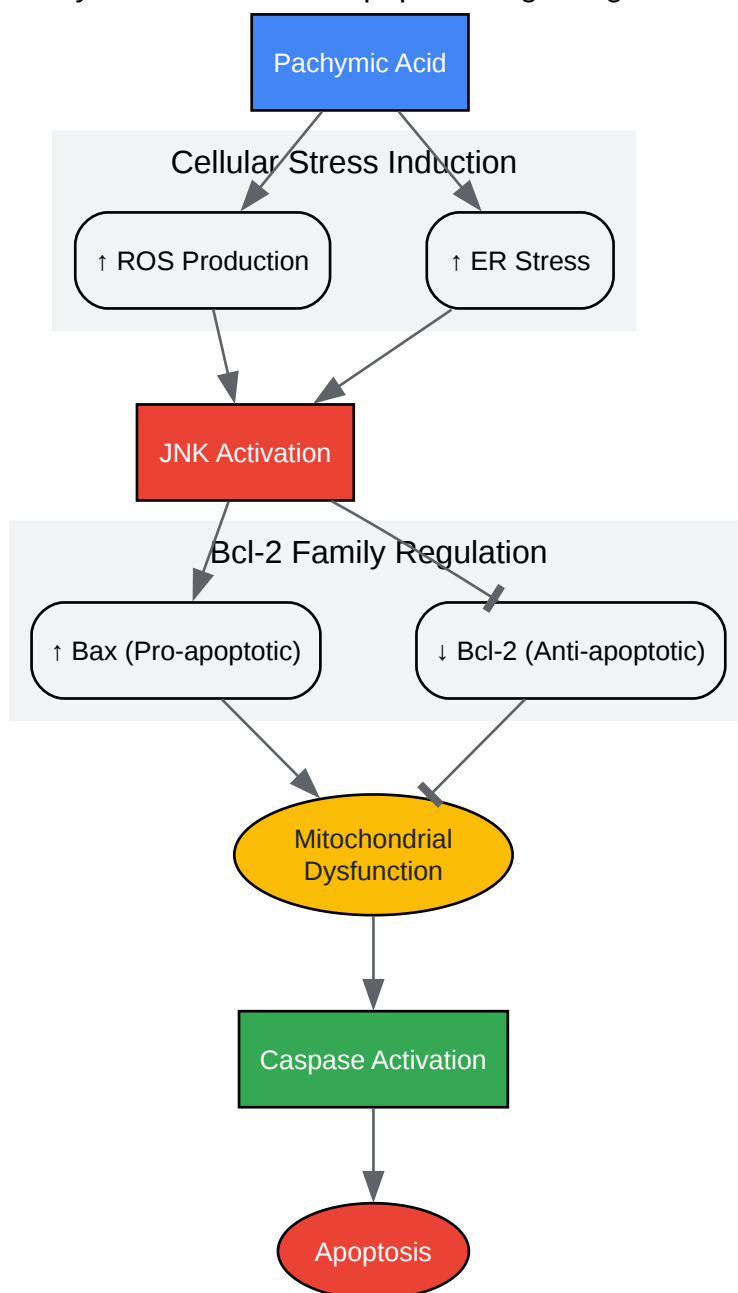 Pachymic Acid
Cellular Stress Induction
↑ ROS Production
↑ ER Stress
JNK Activation
Bcl-2 Family Regulation
↑ Bax (Pro-apoptotic)
↓ Bcl-2 (Anti-apoptotic)
Mitochondrial
Dysfunction
Caspase Activation
Apoptosis